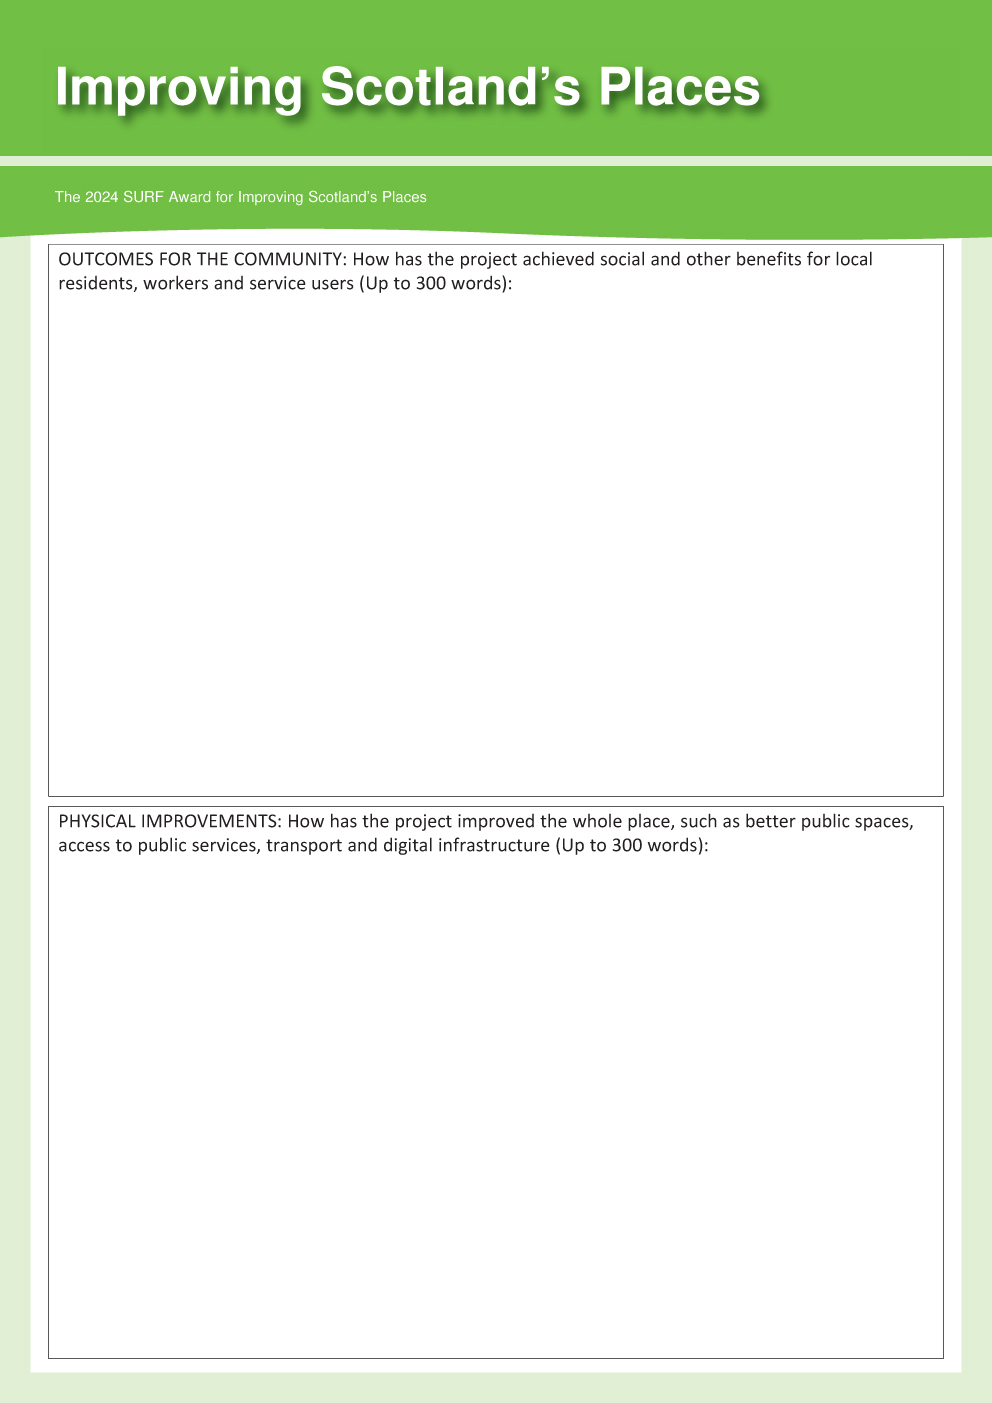 Improving Scotland’s Places
The 2024 SURF Award for Improving Scotland’s Places
OUTCOMES FOR THE COMMUNITY: How has the project achieved social and other benefits for local
residents, workers and service users (Up to 300 words):
PHYSICAL IMPROVEMENTS: How has the project improved the whole place, such as better public spaces,
access to public services, transport and digital infrastructure (Up to 300 words):